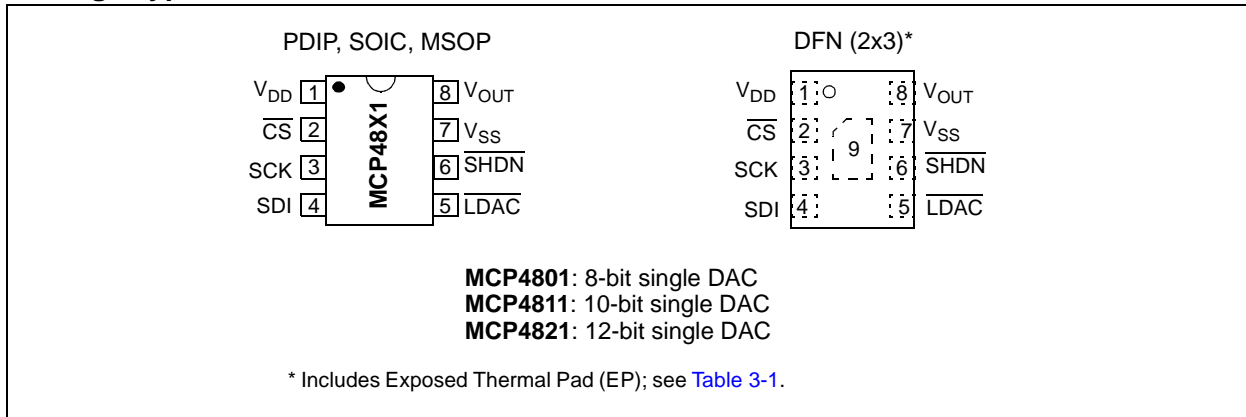 PDIP, SOIC, MSOP
VDD 1
CS 2
SCK 3
SDI 4
MCP48X1
8 VOUT
7 VSS
6 SHDN
5 LDAC
DFN (2x3)*
VDD 1
CS 2
SCK 3
SDI 4
9
8 VOUT
7 VSS
6 SHDN
5 LDAC
MCP4801: 8-bit single DAC
MCP4811: 10-bit single DAC
MCP4821: 12-bit single DAC
* Includes Exposed Thermal Pad (EP); see Table 3-1.